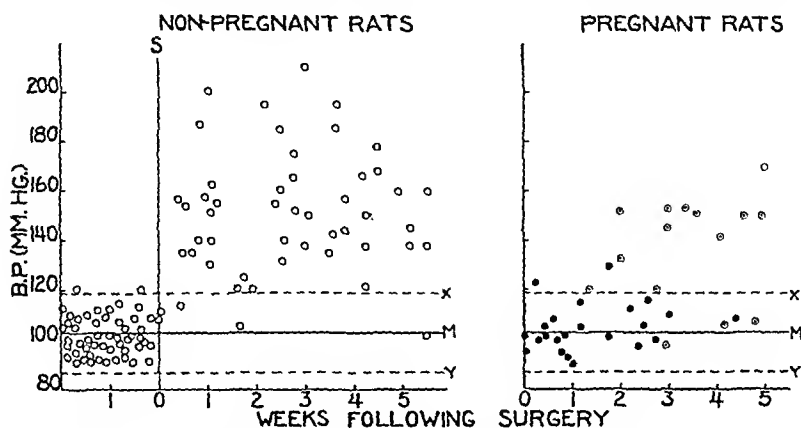 NON-PREGNANT RATS
PREGNANT RATS
S
B.P. (MM. HG.)
200
180
160
140
120
100
80
X
M
Y
X
M
Y
1 0 1 2 3 4 5
0 1 2 3 4 5
WEEKS FOLLOWING SURGERY